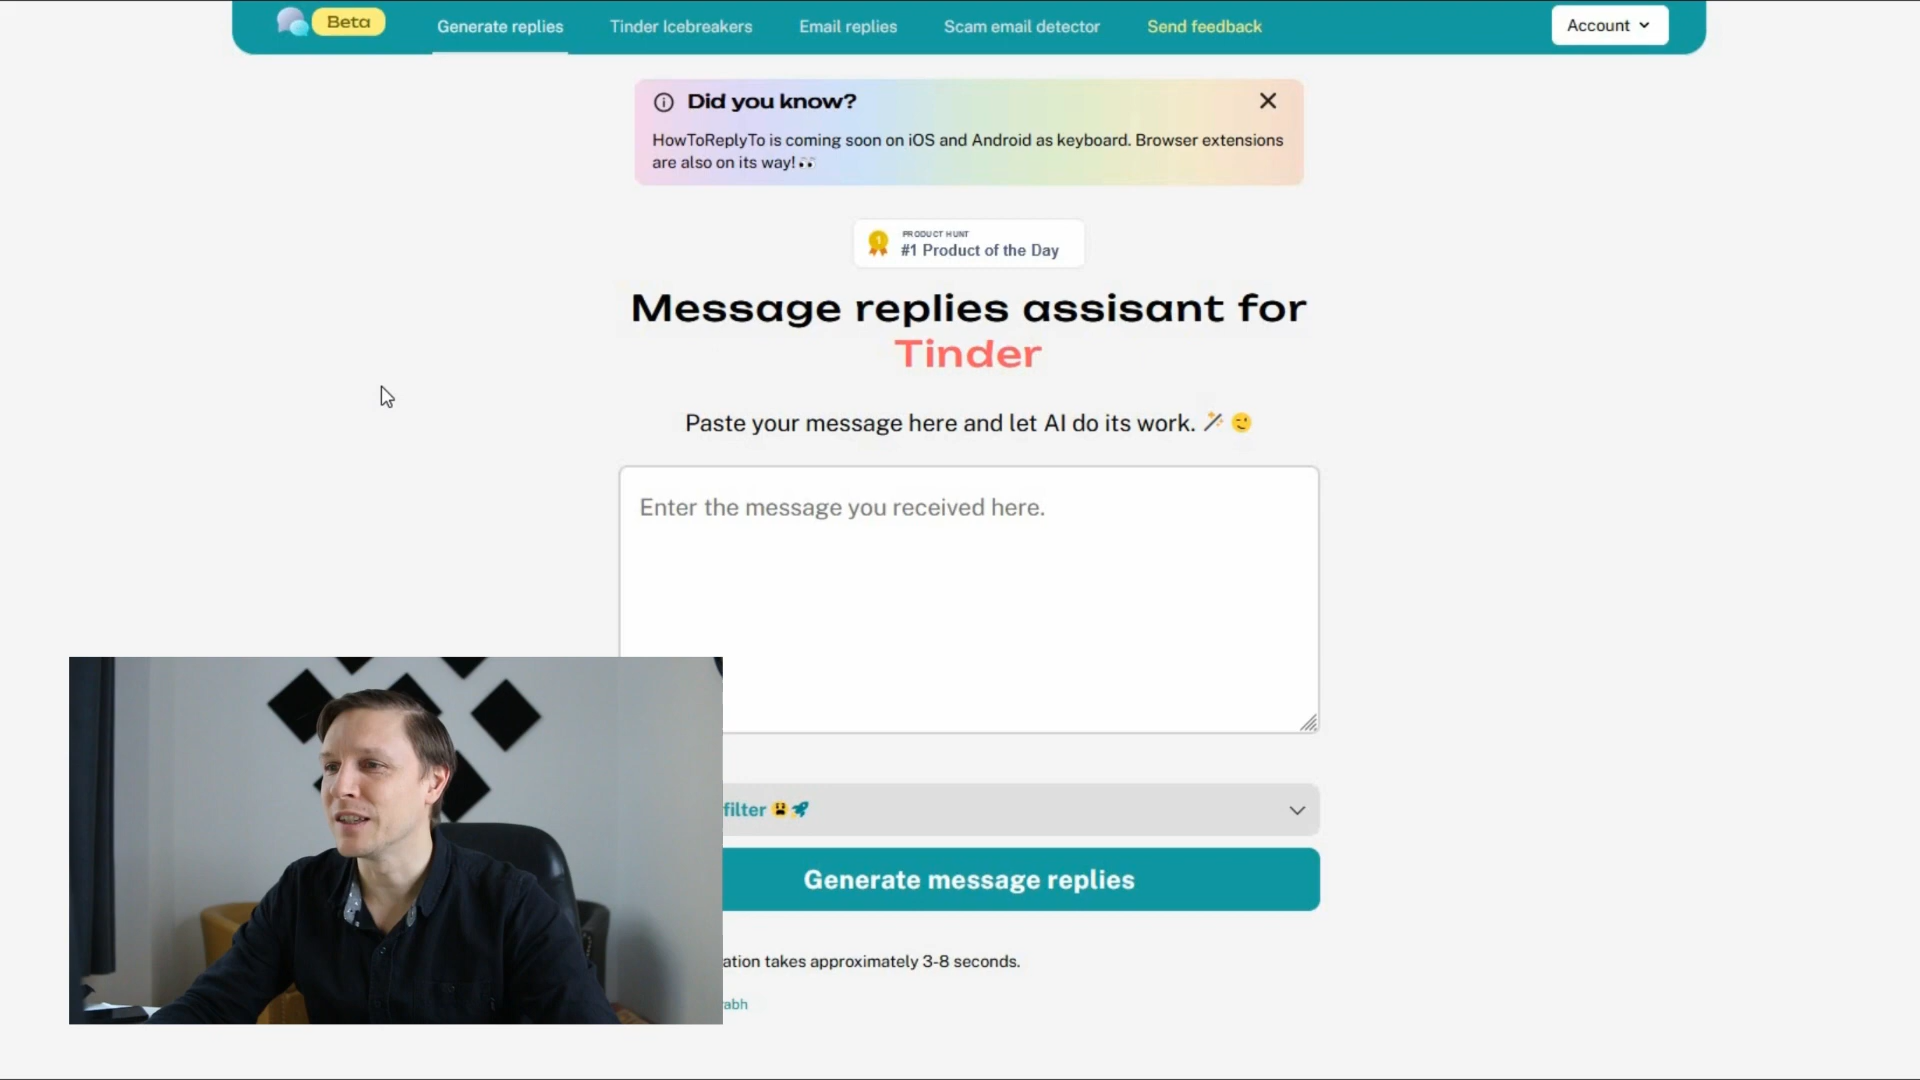 Beta
Generate replies
Tinder Icebreakers
Email replies
Scam email detector
Send feedback
Account
Did you know?
HowToReplyTo is coming soon on iOS and Android as keyboard. Browser extensions
are also on its way! 👀
PRODUCT HUNT
#1 Product of the Day
Message replies assisant for
Tinder
Paste your message here and let AI do its work. 🪄 😉
Enter the message you received here.
filter
Generate message replies
ation takes approximately 3-8 seconds.
abh